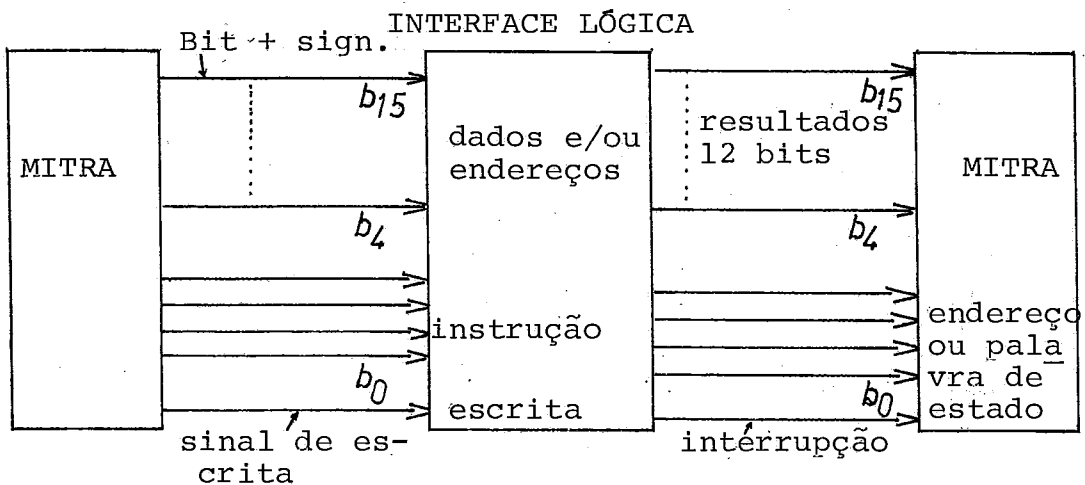 INTERFACE LÓGICA
Bit + sign.
b15
b15
dados e/ou
endereços
resultados
12 bits
MITRA
MITRA
b4
b4
instrução
endereço
ou pala
vra de
estado
b0
b0
escrita
sinal de es-
crita
interrupção